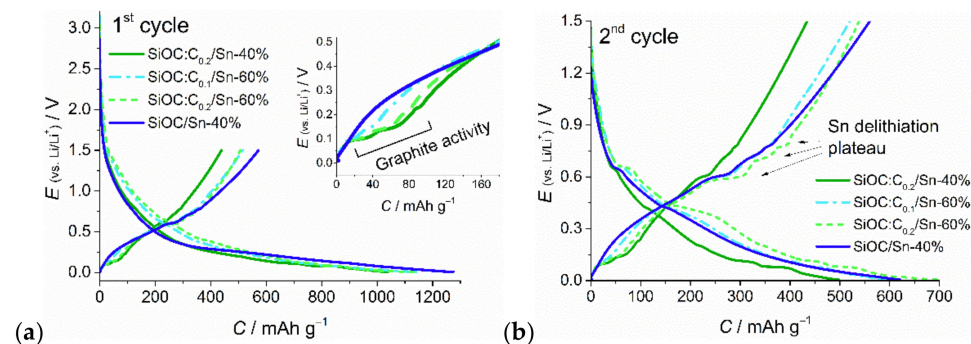 (a)
1st cycle
E (vs. Li/Li+) / V
3.0
2.5
2.0
1.5
1.0
0.5
0.0
SiOC:C0.2/Sn-40%
SiOC:C0.1/Sn-60%
SiOC:C0.2/Sn-60%
SiOC/Sn-40%
E (vs. Li/Li+) / V
0.5
0.4
0.3
0.2
0.1
0.0
Graphite activity
0 40 80 120 160
C / mAh g−1
0 200 400 600 800 1000 1200
C / mAh g−1
(b)
2nd cycle
E (vs. Li/Li+) / V
1.5
1.2
0.9
0.6
0.3
0.0
Sn delithiation
plateau
SiOC:C0.2/Sn-40%
SiOC:C0.1/Sn-60%
SiOC:C0.2/Sn-60%
SiOC/Sn-40%
0 100 200 300 400 500 600 700
C / mAh g−1